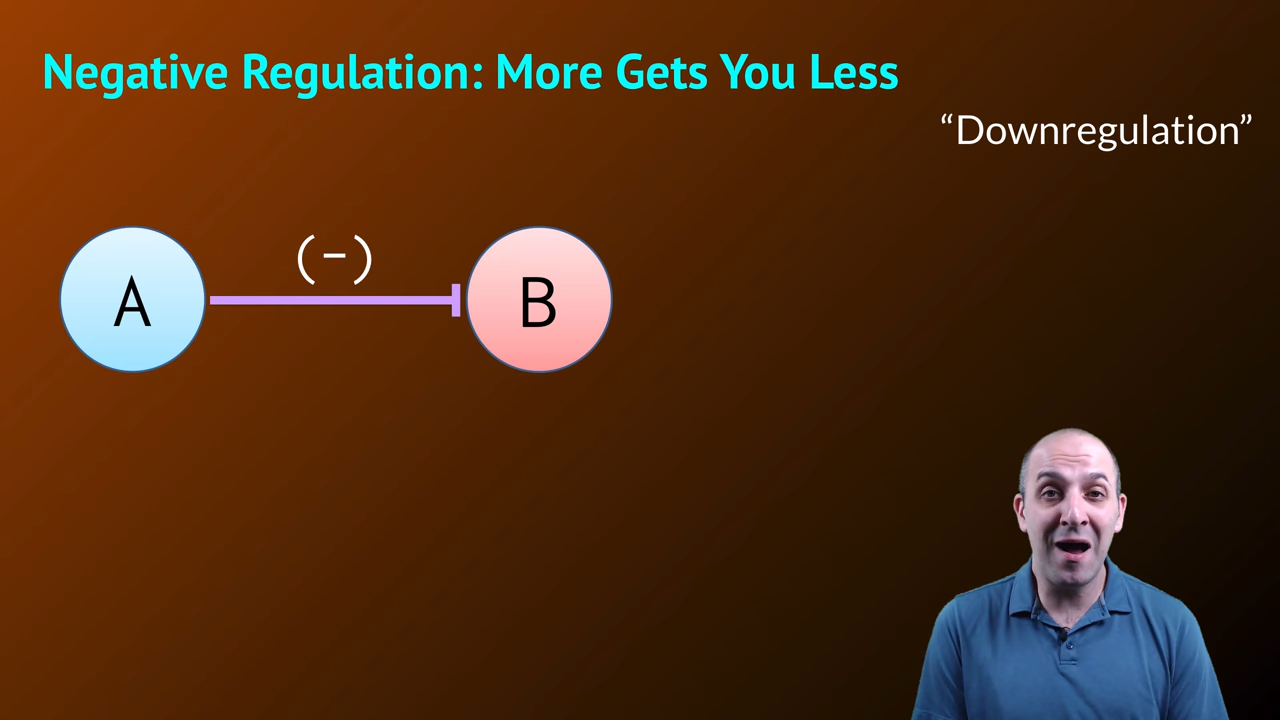 Negative Regulation: More Gets You Less
“Downregulation”
(-)
A
B